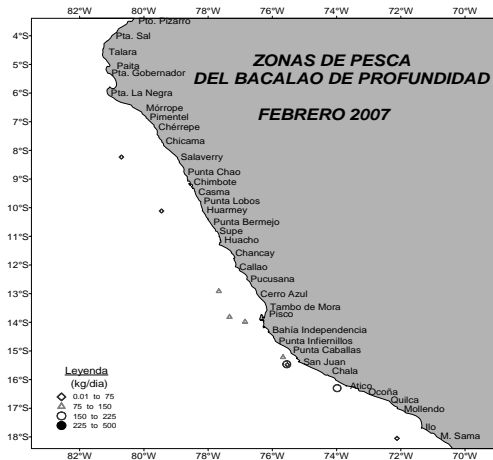 82°W 80°W 78°W 76°W 74°W 72°W 70°W
Pto. Pizarro
4°S
Pta. Sal
Talara
5°S
Paita
Pta. Gobernador
6°S
Pta. La Negra
Mórrope
Pimentel
7°S
Chérrepe
Chicama
8°S
Salaverry
Punta Chao
9°S
Chimbote
Casma
Punta Lobos
10°S
Huarmey
Punta Bermejo
11°S
Supe
Huacho
Chancay
12°S
Callao
Pucusana
13°S
Cerro Azul
Tambo de Mora
Pisco
14°S
Bahía Independencia
Punta Infiernillos
15°S
Punta Caballas
San Juan
Chala
16°S
Atico
Ocoña
Quilca
17°S
Mollendo
Ilo
18°S
M. Sama
ZONAS DE PESCA
DEL BACALAO DE PROFUNDIDAD
FEBRERO 2007
Leyenda
(kg/dia)
0.01 to 75
75 to 150
150 to 225
225 to 500
82°W 80°W 78°W 76°W 74°W 72°W 70°W